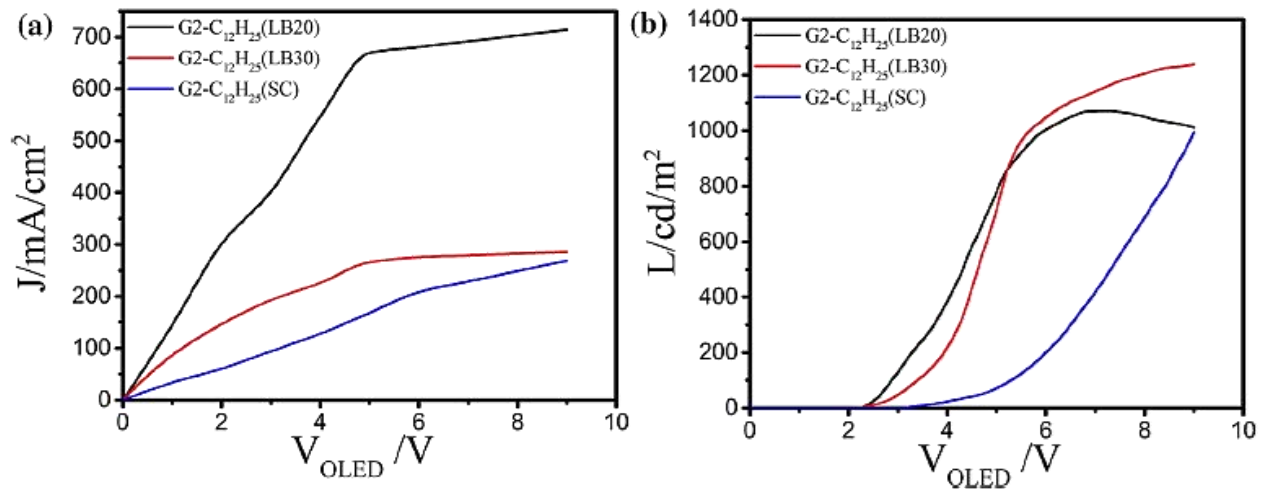 (a)
G2-C₁₂H₂₅(LB20)
G2-C₁₂H₂₅(LB30)
G2-C₁₂H₂₅(SC)
J/mA/cm²
700
600
500
400
300
200
100
0
0 2 4 6 8 10
V_OLED /V
(b)
G2-C₁₂H₂₅(LB20)
G2-C₁₂H₂₅(LB30)
G2-C₁₂H₂₅(SC)
L/cd/m²
1400
1200
1000
800
600
400
200
0
0 2 4 6 8 10
V_OLED /V